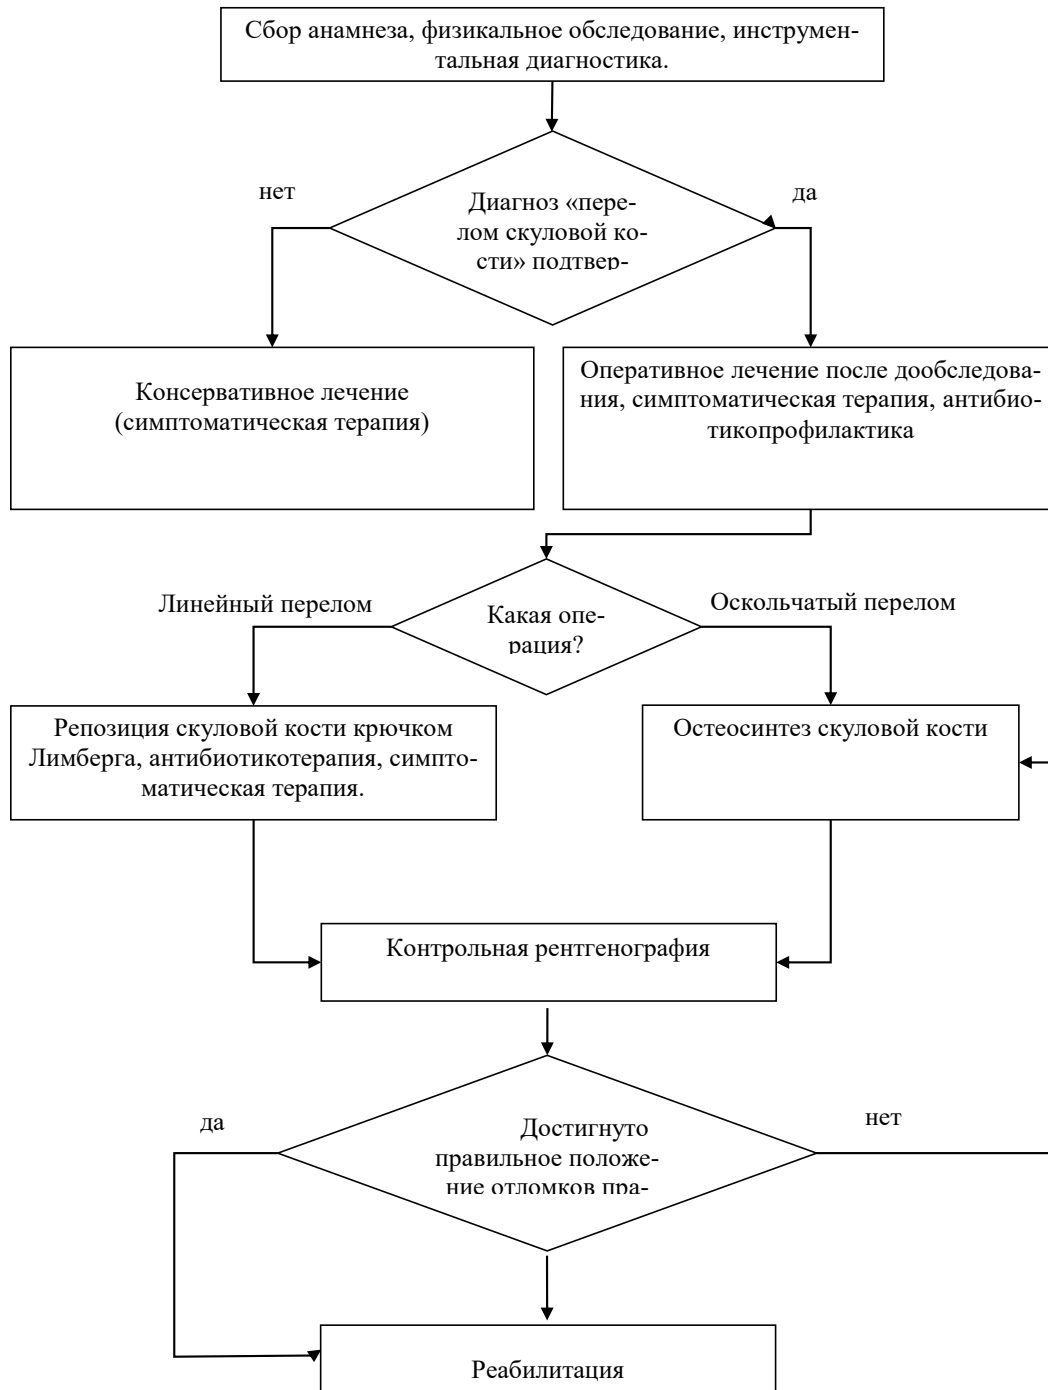 Сбор анамнеза, физикальное обследование, инструмен-
тальная диагностика.
нет
да
Диагноз «пере-
лом скуловой ко-
сти» подтвер-
Консервативное лечение
(симптоматическая терапия)
Оперативное лечение после дообследова-
ния, симптоматическая терапия, антибио-
тикопрофилактика
Линейный перелом
Какая опе-
рация?
Оскольчатый перелом
Репозиция скуловой кости крючком
Лимберга, антибиотикотерапия, симпто-
матическая терапия.
Остеосинтез скуловой кости
Контрольная рентгенография
да
Достигнуто
правильное положе-
ние отломков пра-
нет
Реабилитация